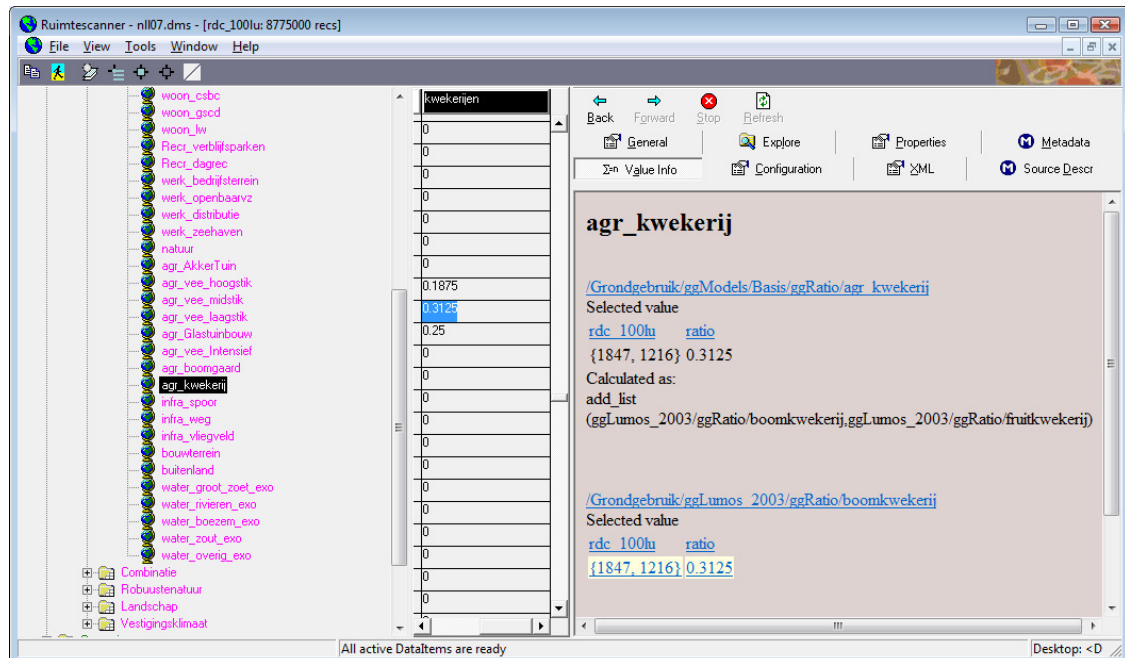 Ruimtescanner - nll07.dms - [rdc_100lu: 8775000 recs]
File View Tools Window Help
woon_csbc
woon_gscd
woon_lw
Recr_verblijfsparken
Recr_dagrec
werk_bedrijfsterrein
werk_openbaarvz
werk_distributie
werk_zeehaven
natuur
agr_AkkerTuin
agr_vee_hoogstik
agr_vee_midstik
agr_vee_laagstik
agr_Glastuinbouw
agr_vee_Intensief
agr_boomgaard
agr_kwekerij
infra_spoor
infra_weg
infra_vliegveld
bouwterrein
buitenland
water_groot_zoet_exo
water_rivieren_exo
water_boezem_exo
water_zout_exo
water_overig_exo
Combinatie
Robuustenatuur
Landschap
Vestigingsklimaat
kwekerijen
0
0
0
0
0
0
0
0.1875
0.3125
0.25
0
0
0
0
0
0
0
0
0
0
0
0
0
Back Forward Stop Refresh
General Explore Properties Metadata
Σ=n Value Info Configuration XML Source Descr
agr_kwekerij
/Grondgebruik/ggModels/Basis/ggRatio/agr_kwekerij
Selected value
rdc_100lu ratio
{1847, 1216} 0.3125
Calculated as:
add_list
(ggLumos_2003/ggRatio/boomkwekerij,ggLumos_2003/ggRatio/fruitkwekerij)
/Grondgebruik/ggLumos_2003/ggRatio/boomkwekerij
Selected value
rdc_100lu ratio
{1847, 1216} 0.3125
All active DataItems are ready
Desktop: <D